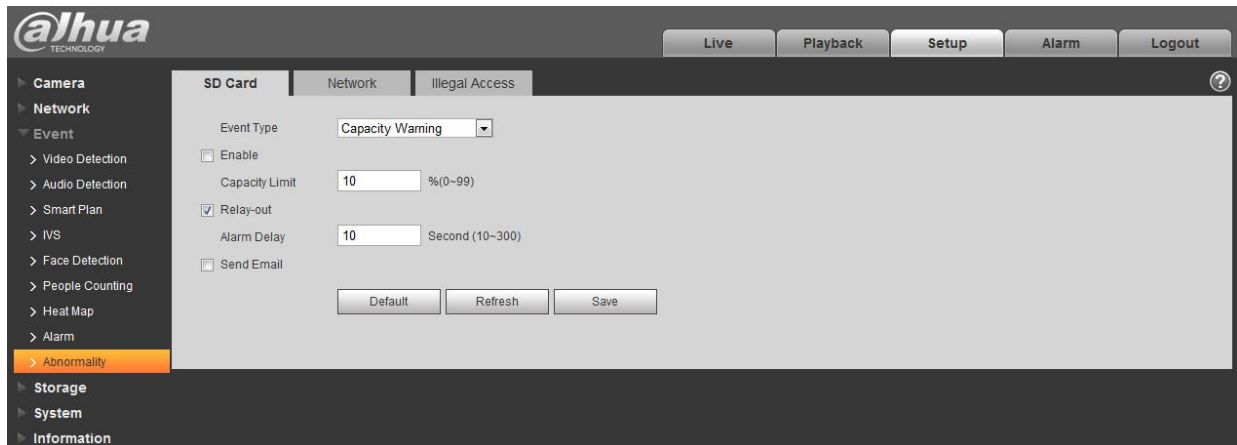 alhua
TECHNOLOGY
Live Playback Setup Alarm Logout
Camera
Network
Event
Video Detection
Audio Detection
Smart Plan
IVS
Face Detection
People Counting
Heat Map
Alarm
Abnormality
Storage
System
Information
SD Card Network Illegal Access
?
Event Type Capacity Warning
Enable
Capacity Limit 10 %(0~99)
Relay-out
Alarm Delay 10 Second (10~300)
Send Email
Default Refresh Save